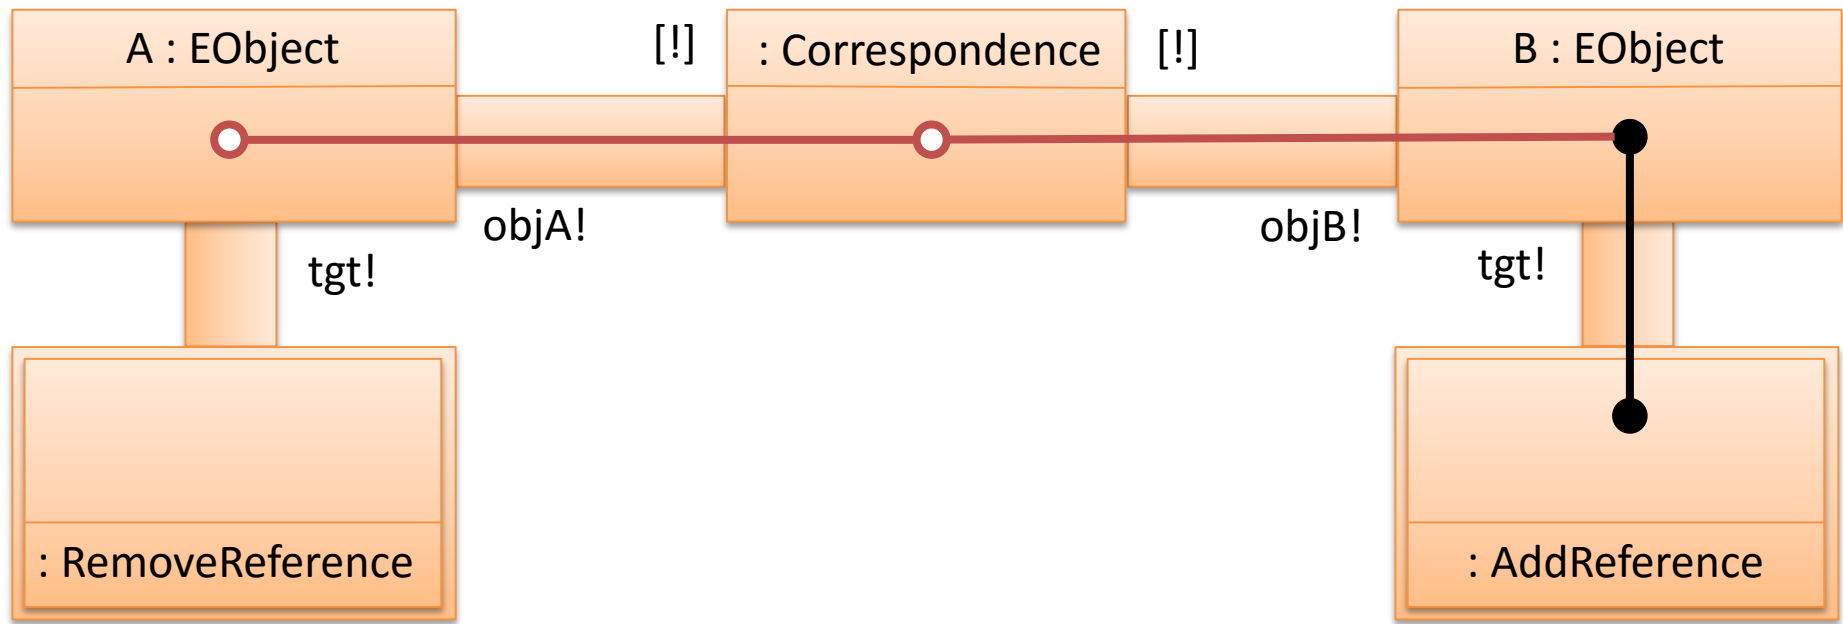 A : EObject
[!]
: Correspondence
[!]
B : EObject
objA!
objB!
tgt!
tgt!
: RemoveReference
: AddReference